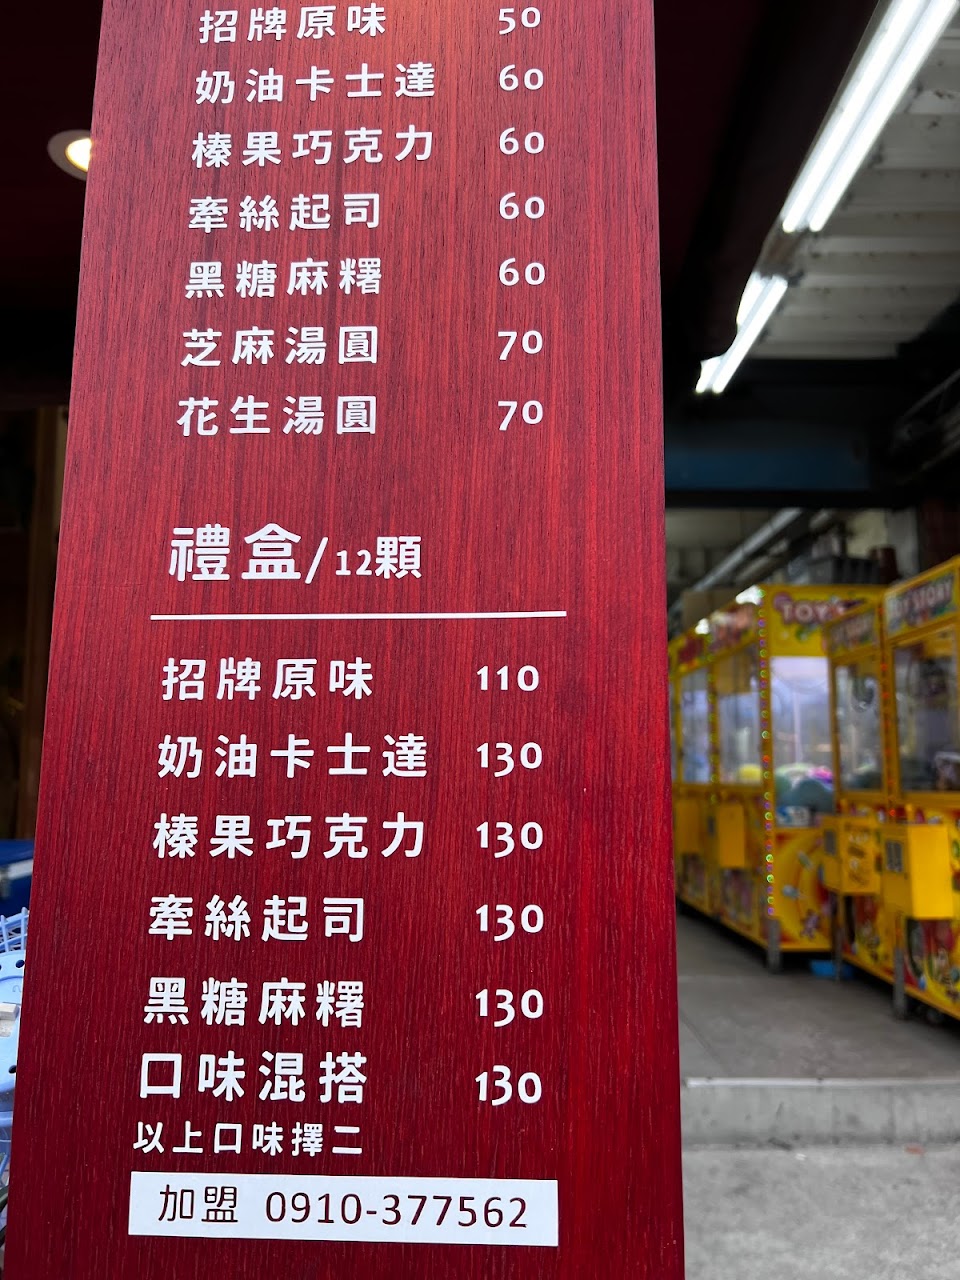 招牌原味 50
奶油卡士達 60
榛果巧克力 60
牽絲起司 60
黑糖麻糬 60
芝麻湯圓 70
花生湯圓 70
禮盒/12顆
招牌原味 110
奶油卡士達 130
榛果巧克力 130
牽絲起司 130
黑糖麻糬 130
口味混搭 130
以上口味擇二
加盟 0910-377562
TOY
TOY STORY